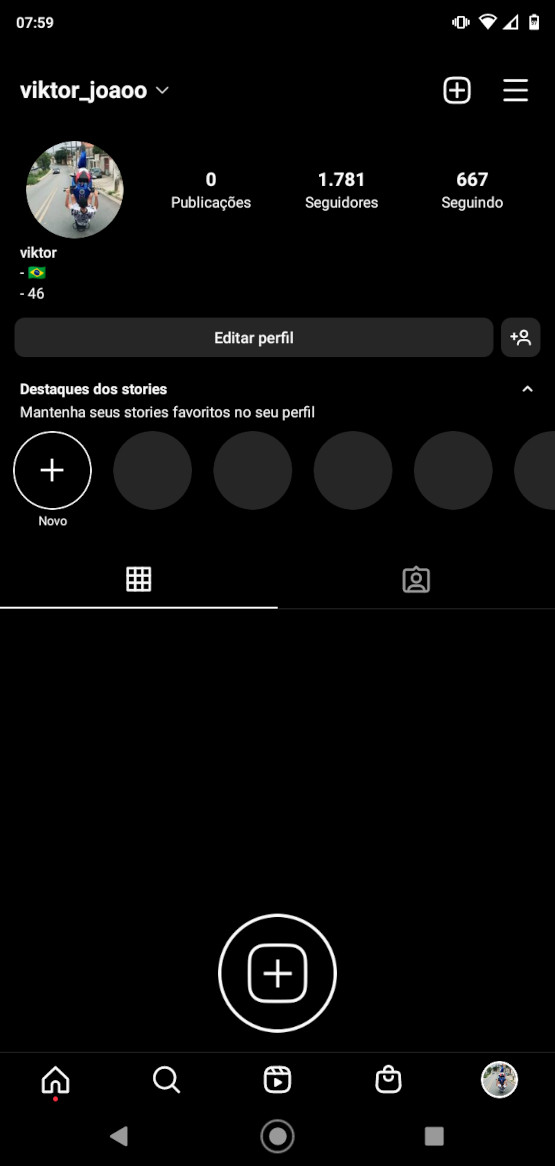 07:59
viktor_joaoo
0 1.781 667
Publicações Seguidores Seguindo
viktor
- 🇧🇷
- 46
Editar perfil
Destaques dos stories
Mantenha seus stories favoritos no seu perfil
Novo